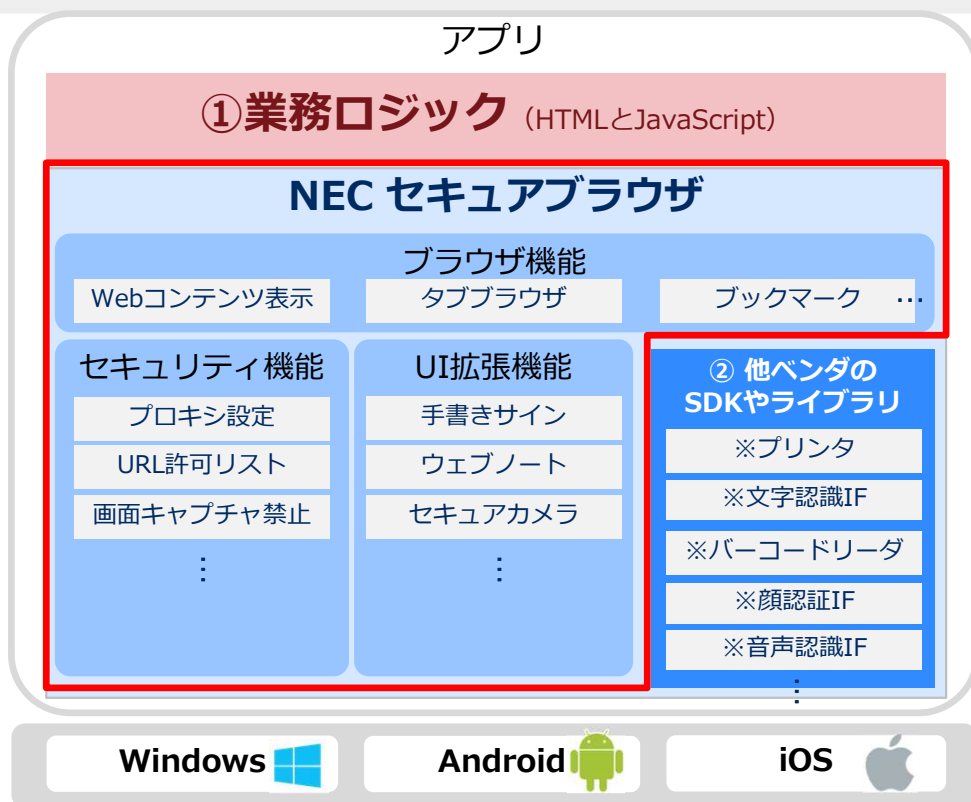 アプリ
①業務ロジック（HTMLとJavaScript）
NEC セキュアブラウザ
ブラウザ機能
Webコンテンツ表示
タブブラウザ
ブックマーク …
セキュリティ機能
プロキシ設定
URL許可リスト
画面キャプチャ禁止
⋮
UI拡張機能
手書きサイン
ウェブノート
セキュアカメラ
⋮
② 他ベンダの
SDKやライブラリ
※プリンタ
※文字認識IF
※バーコードリーダ
※顔認証IF
※音声認識IF
⋮
Windows
Android
iOS